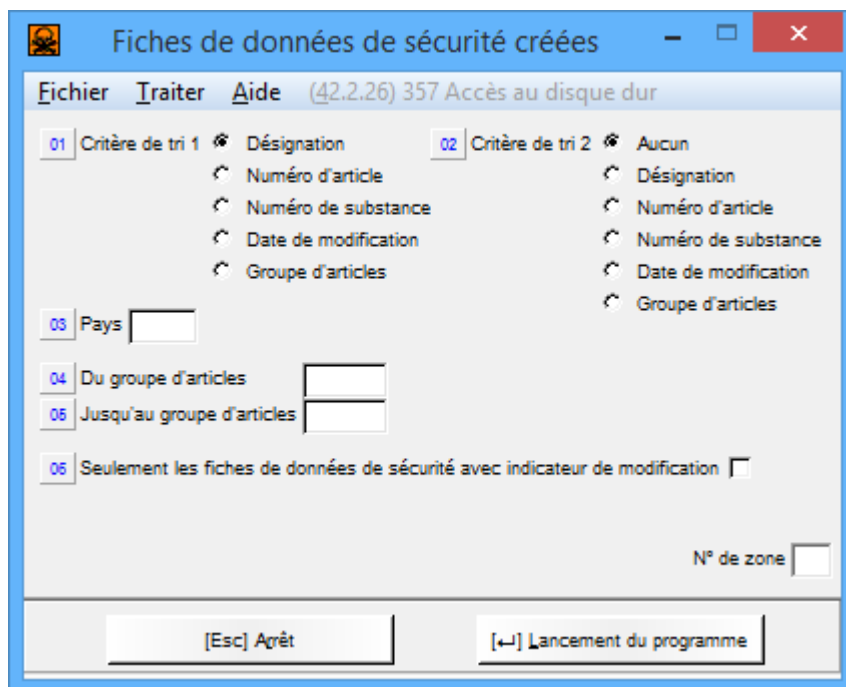 Fiches de données de sécurité créées
Fichier Traiter Aide (42.2.26) 357 Accès au disque dur
01 Critère de tri 1 Désignation 02 Critère de tri 2 Aucun
Numéro d'article Désignation
Numéro de substance Numéro d'article
Date de modification Numéro de substance
Groupe d'articles Date de modification
Groupe d'articles
03 Pays
04 Du groupe d'articles
05 Jusqu'au groupe d'articles
06 Seulement les fiches de données de sécurité avec indicateur de modification
N° de zone
[Esc] Arrêt [↵] Lancement du programme